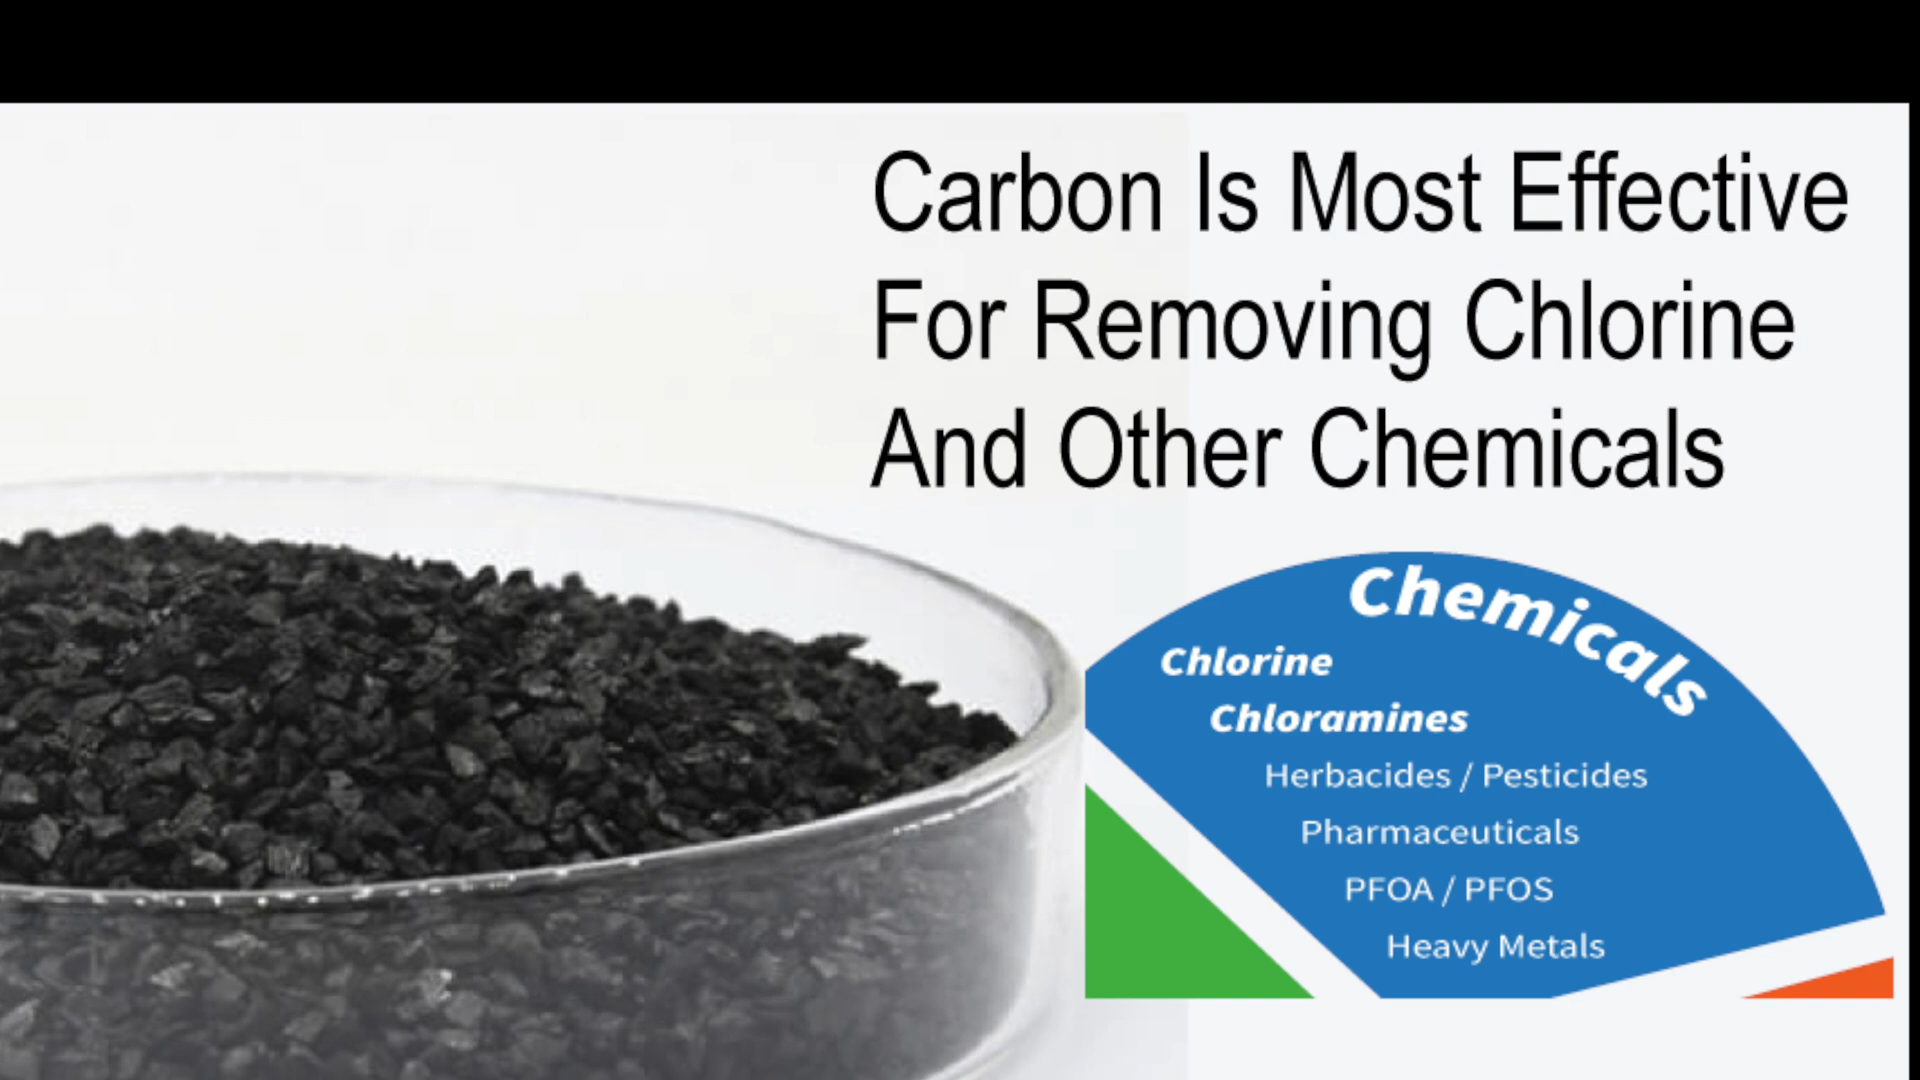 Carbon Is Most Effective
For Removing Chlorine
And Other Chemicals
Chemicals
Chlorine
Chloramines
Herbacides / Pesticides
Pharmaceuticals
PFOA / PFOS
Heavy Metals